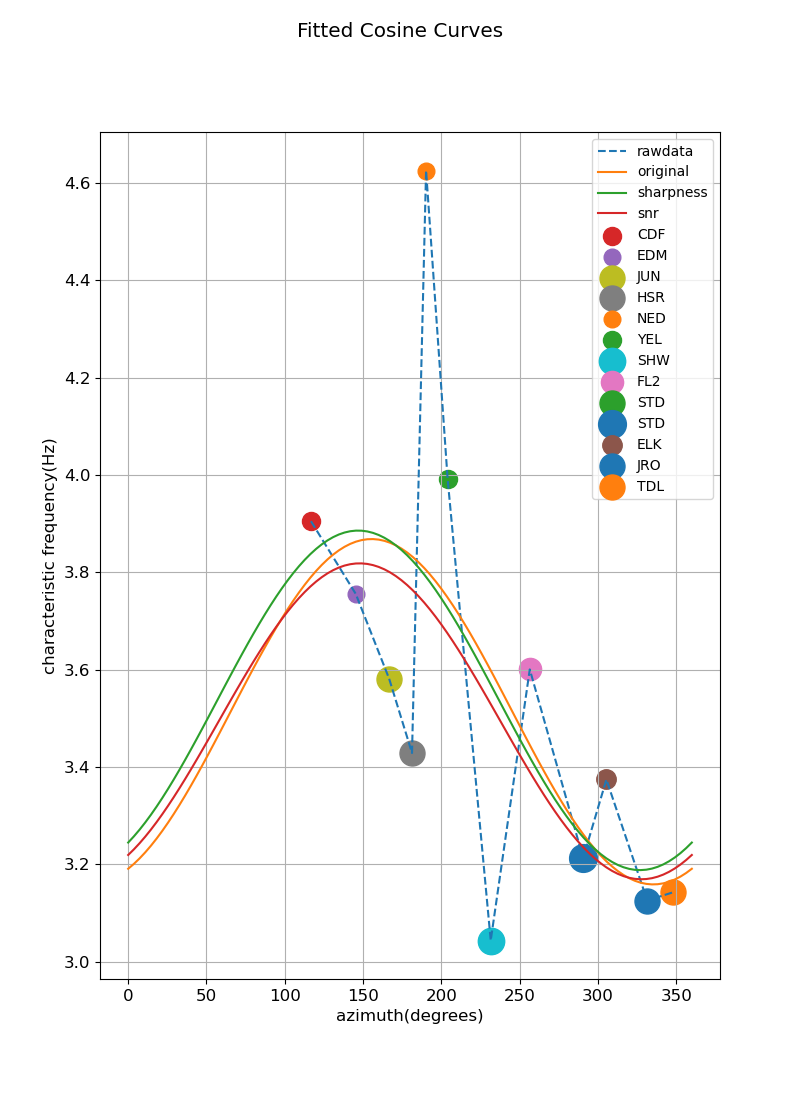 Fitted Cosine Curves
rawdata
original
sharpness
snr
CDF
EDM
JUN
HSR
NED
YEL
SHW
FL2
STD
STD
ELK
JRO
TDL
characteristic frequency(Hz)
4.6
4.4
4.2
4.0
3.8
3.6
3.4
3.2
3.0
0 50 100 150 200 250 300 350
azimuth(degrees)